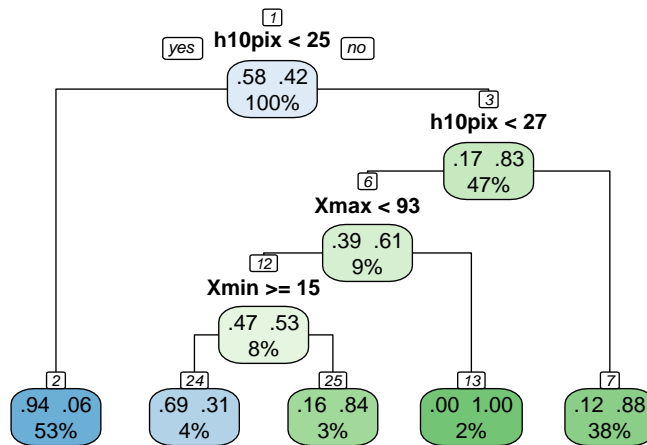 1
yes h10pix < 25 no
.58 .42
100%
3
h10pix < 27
.17 .83
47%
6
Xmax < 93
.39 .61
9%
12
Xmin >= 15
.47 .53
8%
2 24 25 13 7
.94 .06 .69 .31 .16 .84 .00 1.00 .12 .88
53% 4% 3% 2% 38%